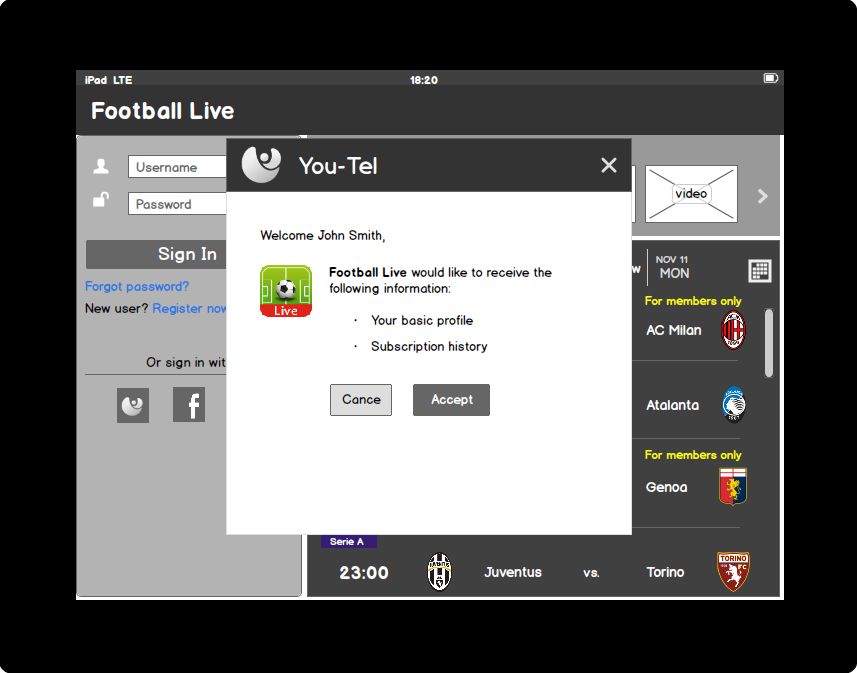 iPad LTE
18:20
Football Live
Username
Password
Sign In
Forgot password?
New user? Register now
Or sign in wit
You-Tel
Welcome John Smith,
Football Live would like to receive the
following information:
· Your basic profile
· Subscription history
Cance
Accept
Live
video
w
NOV 11
MON
For members only
AC Milan
Atalanta
For members only
Genoa
Serie A
23:00
Juventus
vs.
Torino
TORINO
FC